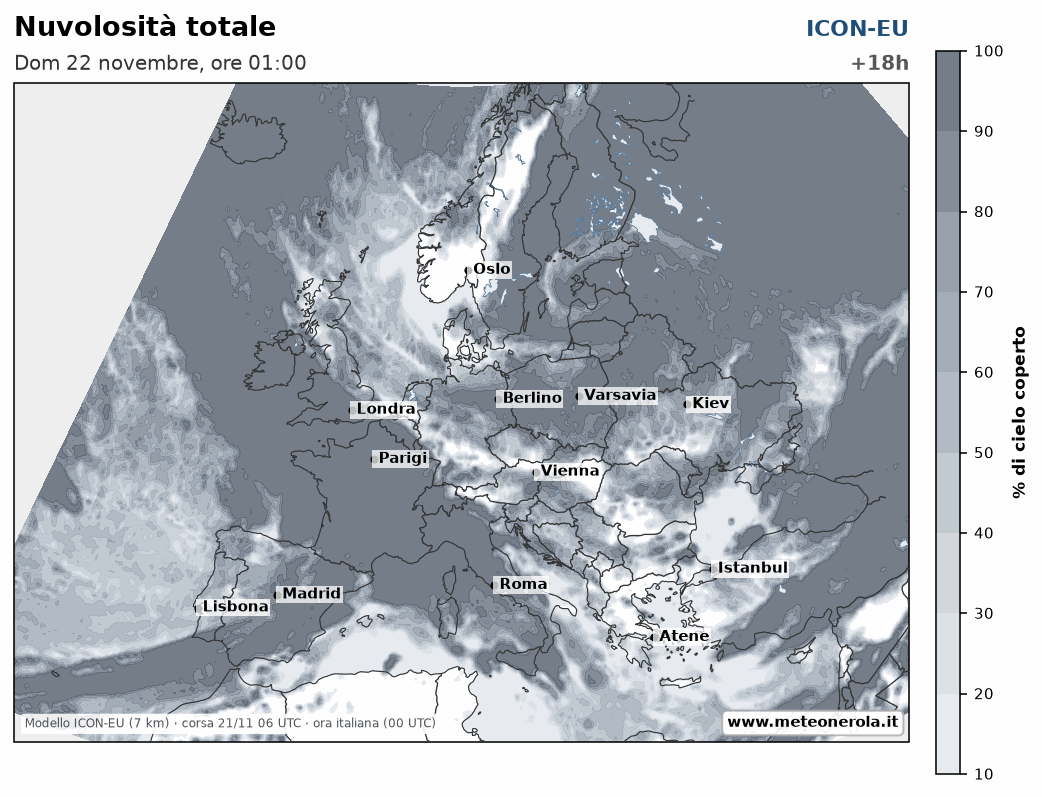 Nuvolosità totale
ICON-EU
Dom 22 novembre, ore 01:00
+18h
Oslo
Londra
Berlino
Varsavia
Kiev
Parigi
Vienna
Istanbul
Roma
Madrid
Lisbona
Atene
Modello ICON-EU (7 km) · corsa 21/11 06 UTC · ora italiana (00 UTC)
www.meteonerola.it
100
90
80
70
60
50
40
30
20
10
% di cielo coperto